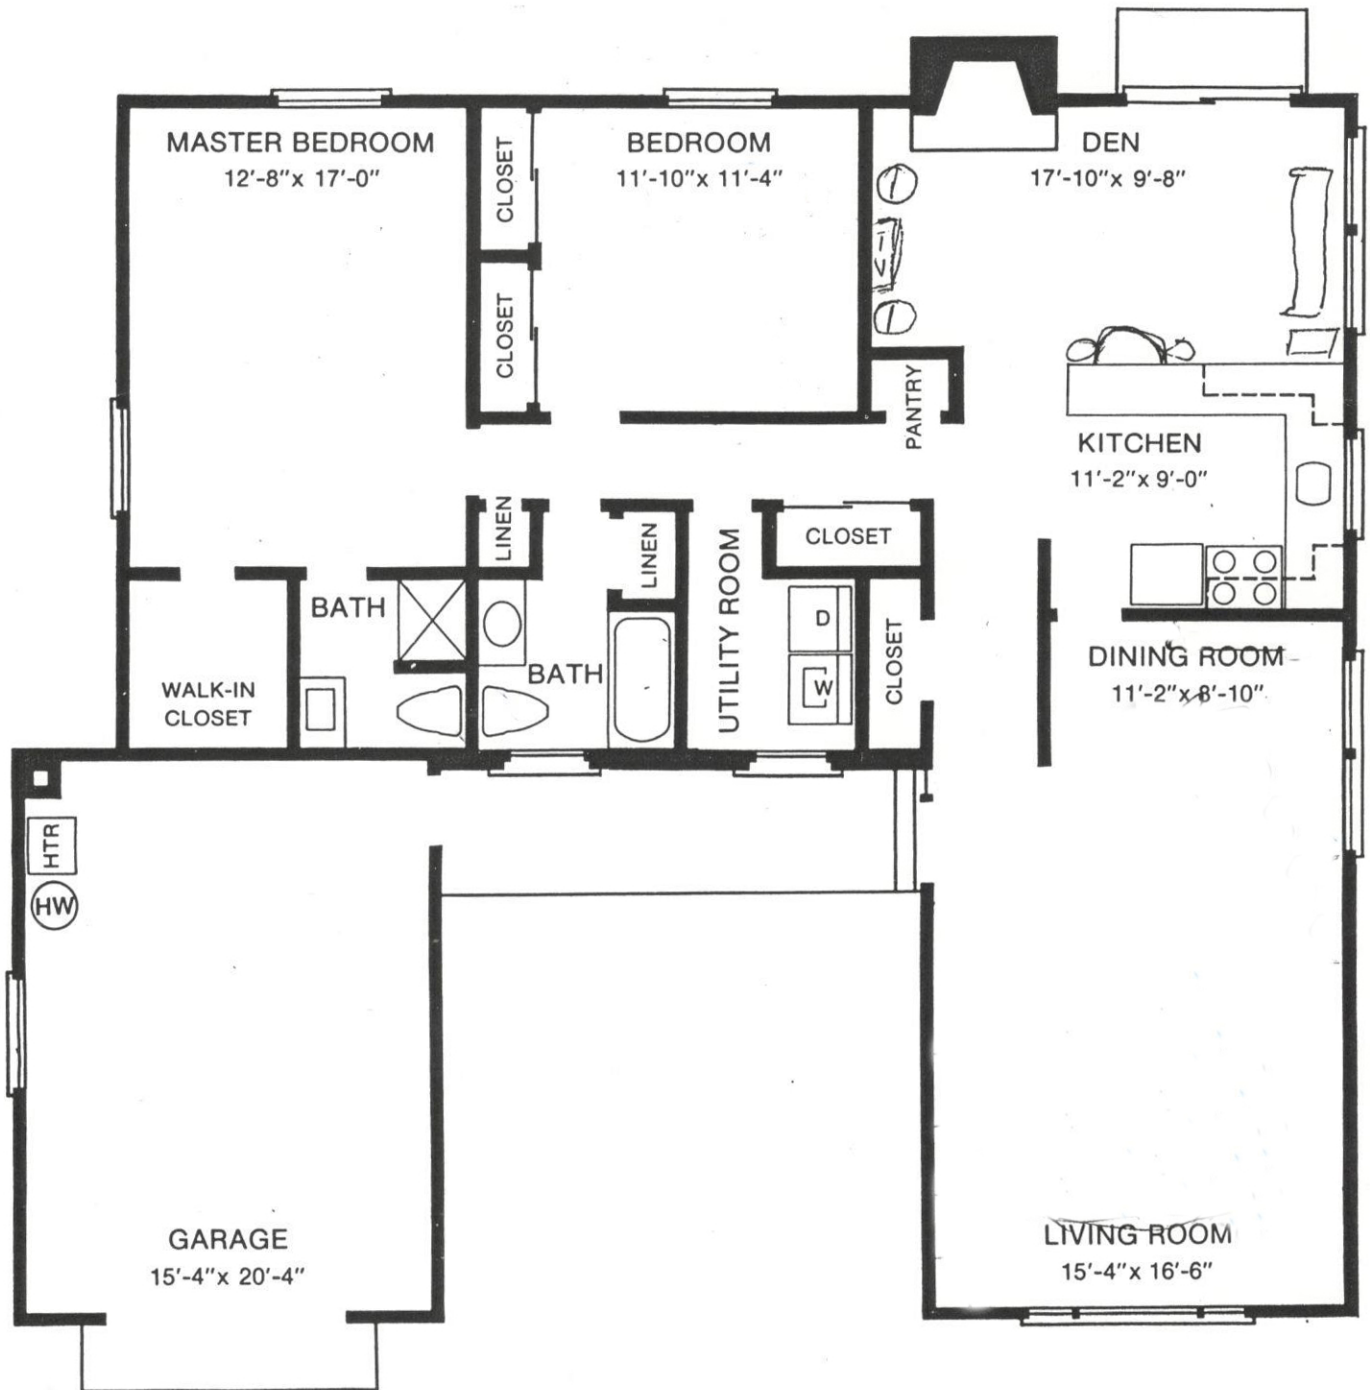 MASTER BEDROOM
12'-8"x 17'-0"
CLOSET
BEDROOM
11'-10"x 11'-4"
DEN
17'-10"x 9'-8"
CLOSET
PANTRY
KITCHEN
11'-2"x 9'-0"
LINEN
LINEN
UTILITY ROOM
CLOSET
BATH
D
W
CLOSET
BATH
DINING ROOM
11'-2"x 8'-10"
WALK-IN
CLOSET
HTR
HW
GARAGE
15'-4"x 20'-4"
LIVING ROOM
15'-4"x 16'-6"